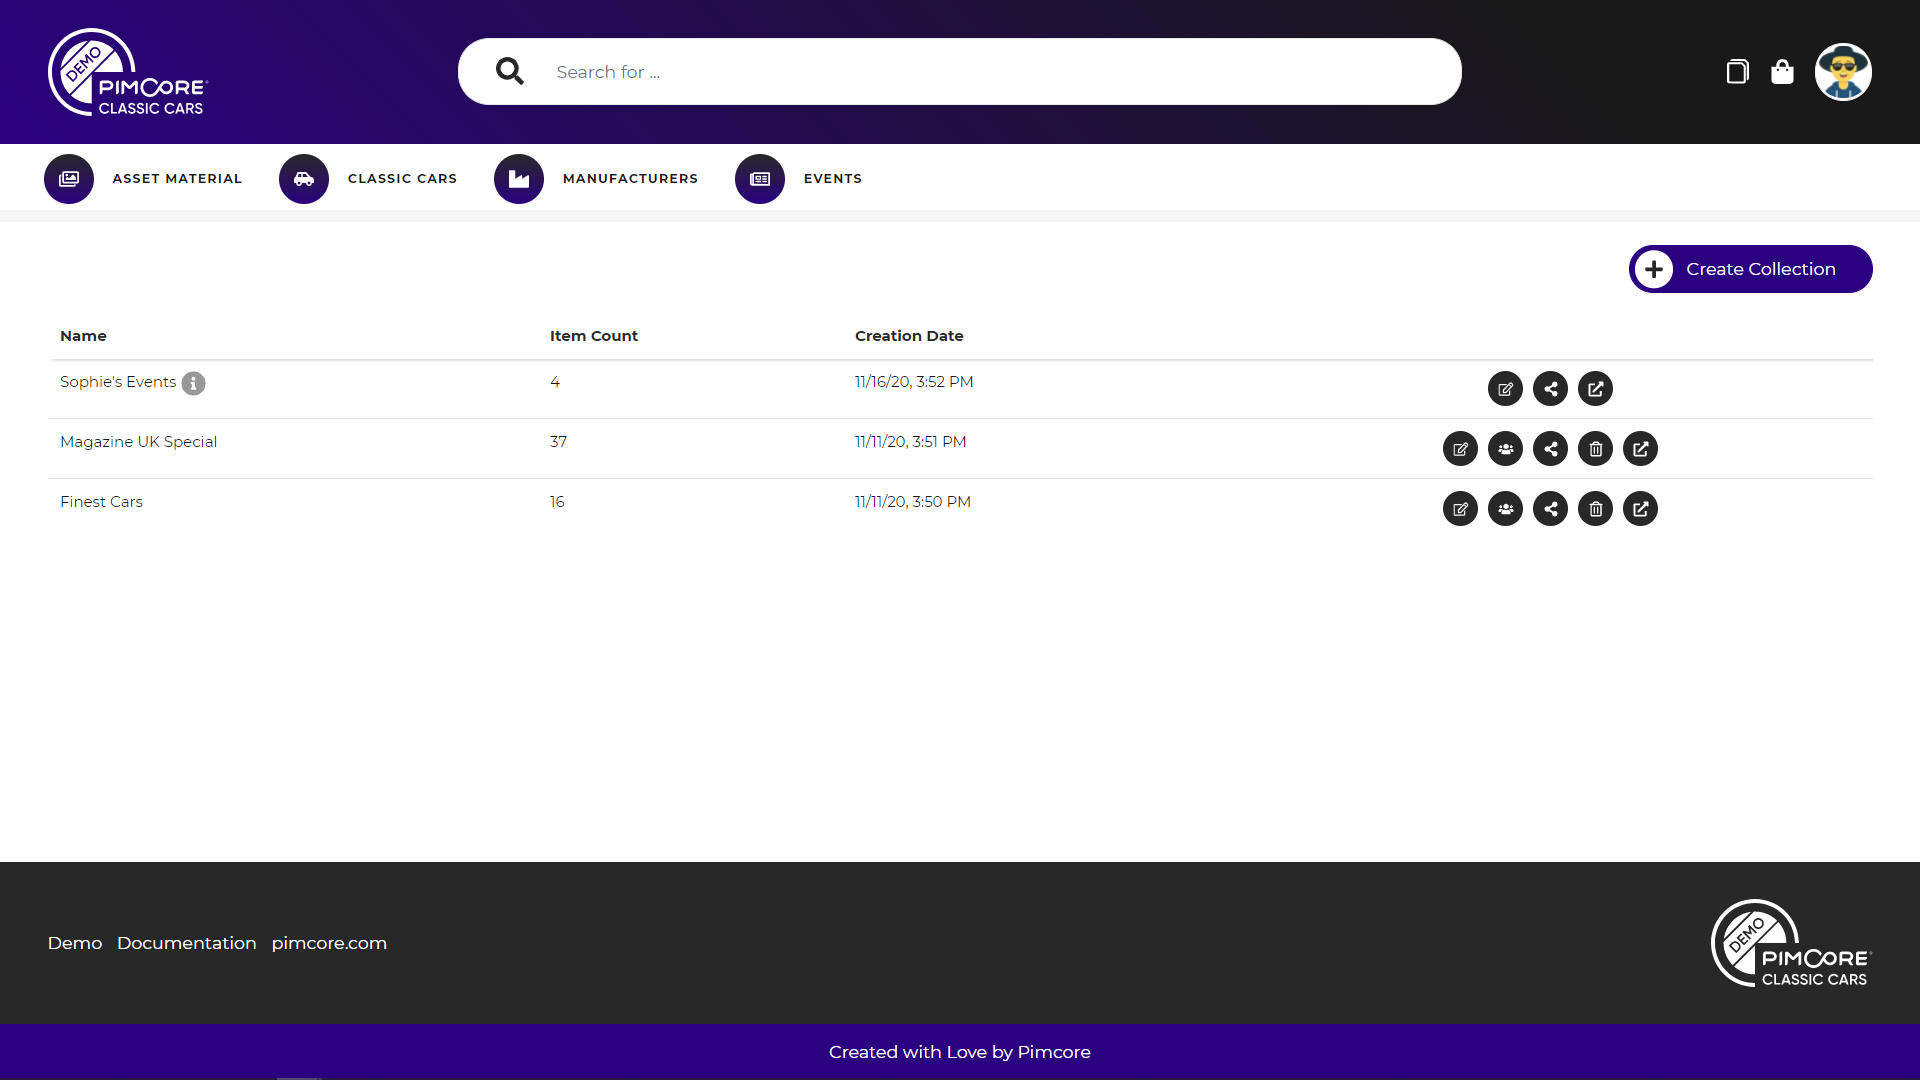 DEMO
PIMCORE
CLASSIC CARS
Search for ...
ASSET MATERIAL CLASSIC CARS MANUFACTURERS EVENTS
Create Collection
Name Item Count Creation Date
Sophie's Events 4 11/16/20, 3:52 PM
Magazine UK Special 37 11/11/20, 3:51 PM
Finest Cars 16 11/11/20, 3:50 PM
Demo Documentation pimcore.com
DEMO
PIMCORE
CLASSIC CARS
Created with Love by Pimcore